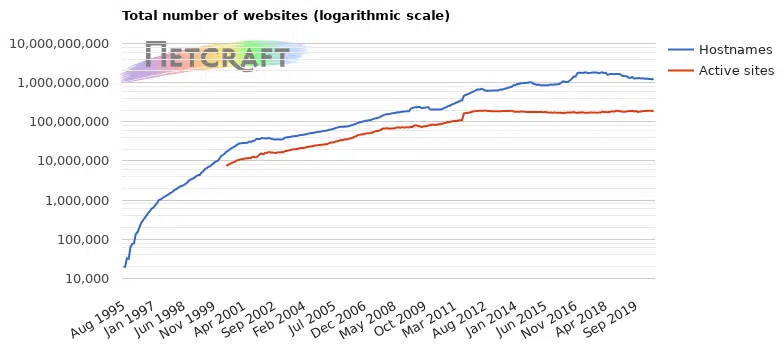 Total number of websites (logarithmic scale)
10,000,000,000
1,000,000,000
100,000,000
10,000,000
1,000,000
100,000
10,000
NETCRAFT
Hostnames
Active sites
Aug 1995
Jan 1997
Jun 1998
Nov 1999
Apr 2001
Sep 2002
Feb 2004
Jul 2005
Dec 2006
May 2008
Oct 2009
Mar 2011
Aug 2012
Jan 2014
Jun 2015
Nov 2016
Apr 2018
Sep 2019